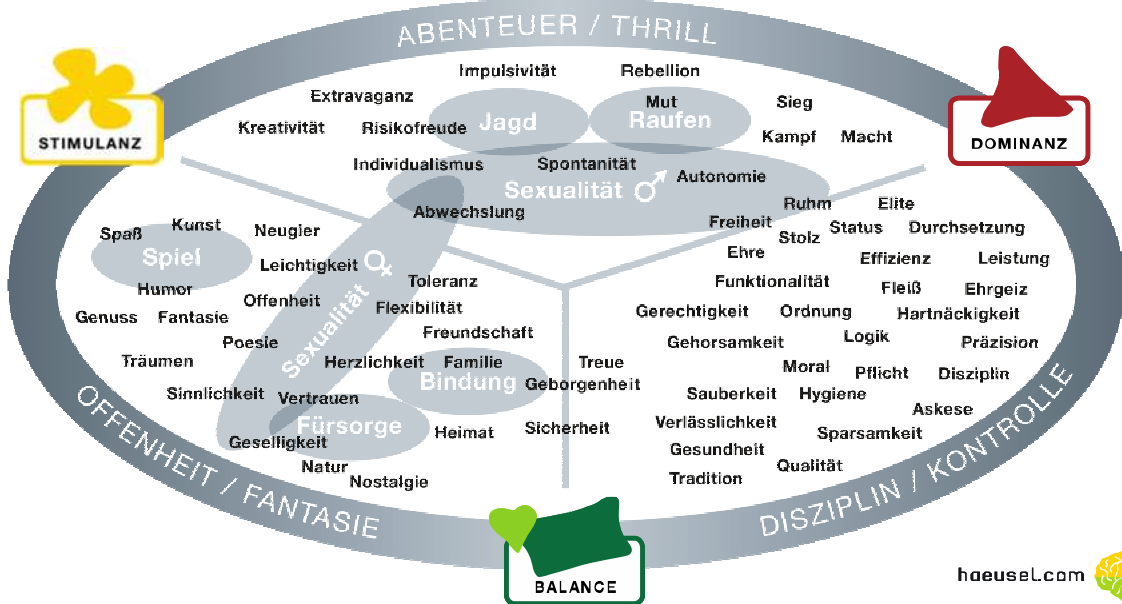 ABENTEUER / THRILL
STIMULANZ
DOMINANZ
Impulsivität
Rebellion
Extravaganz
Mut
Sieg
Kreativität
Risikofreude
Jagd
Raufen
Kampf
Macht
Individualismus
Spontanität
Autonomie
Sexualität ♂
Abwechslung
Ruhm
Elite
Freiheit
Stolz
Status
Durchsetzung
Ehre
Effizienz
Leistung
Funktionalität
Fleiß
Ehrgeiz
Gerechtigkeit
Ordnung
Hartnäckigkeit
Gehorsamkeit
Logik
Präzision
Moral
Pflicht
Disziplin
Sauberkeit
Hygiene
Askese
Verlässlichkeit
Sparsamkeit
Gesundheit
Qualität
Tradition
Spaß
Kunst
Neugier
Spiel
Leichtigkeit
Sexualität ♀
Toleranz
Humor
Offenheit
Flexibilität
Genuss
Fantasie
Poesie
Freundschaft
Träumen
Herzlichkeit
Familie
Treue
Bindung
Geborgenheit
Sinnlichkeit
Vertrauen
Fürsorge
Heimat
Sicherheit
Geselligkeit
Natur
Nostalgie
OFFENHEIT / FANTASIE
DISZIPLIN / KONTROLLE
BALANCE
haeusel.com